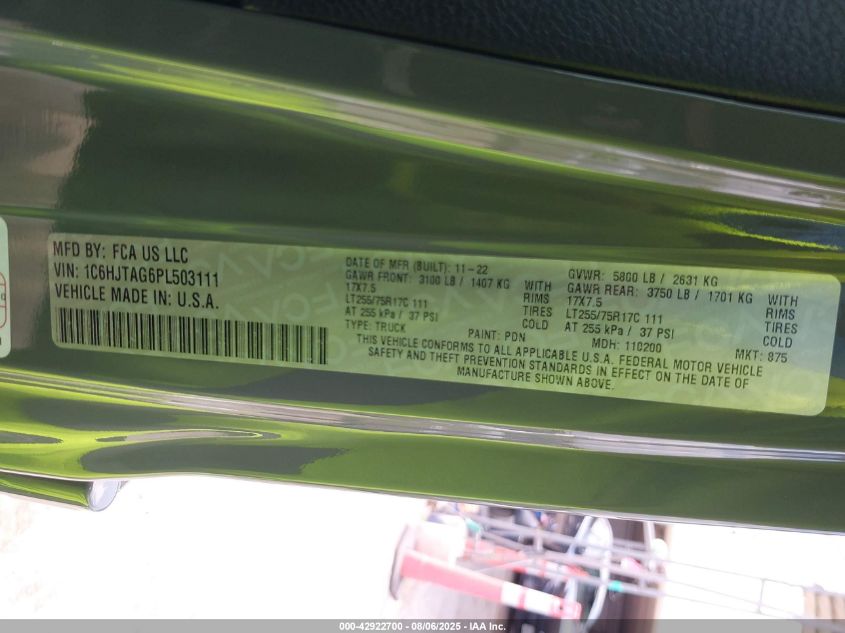 MFD BY: FCA US LLC
VIN: 1C6HJTAG6PL503111
VEHICLE MADE IN: U.S.A.
DATE OF MFR (BUILT): 11-22
GAWR FRONT: 3100 LB / 1407 KG WITH
17X7.5 RIMS
LT255/75R17C 111 TIRES
AT 255 kPa / 37 PSI COLD
TYPE: TRUCK
PAINT: PDN
GVWR: 5800 LB / 2631 KG
GAWR REAR: 3750 LB / 1701 KG WITH
17X7.5 RIMS
LT255/75R17C 111 TIRES
AT 255 kPa / 37 PSI COLD
MDH: 110200 MKT: 875
THIS VEHICLE CONFORMS TO ALL APPLICABLE U.S.A. FEDERAL MOTOR VEHICLE
SAFETY AND THEFT PREVENTION STANDARDS IN EFFECT ON THE DATE OF
MANUFACTURE SHOWN ABOVE.
000-42922700 - 08/06/2025 - IAA Inc.